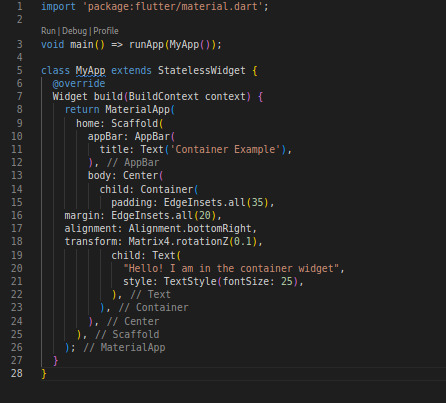 1 import 'package:flutter/material.dart';
2
Run | Debug | Profile
3 void main() => runApp(MyApp());
4
5 class MyApp extends StatelessWidget {
6   @override
7   Widget build(BuildContext context) {
8     return MaterialApp(
9       home: Scaffold(
10         appBar: AppBar(
11           title: Text('Container Example'),
12         ), // AppBar
13         body: Center(
14           child: Container(
15             padding: EdgeInsets.all(35),
16     margin: EdgeInsets.all(20),
17     alignment: Alignment.bottomRight,
18     transform: Matrix4.rotationZ(0.1),
19             child: Text(
20               "Hello! I am in the container widget",
21               style: TextStyle(fontSize: 25),
22             ), // Text
23           ), // Container
24         ), // Center
25       ), // Scaffold
26     ); // MaterialApp
27   }
28 }